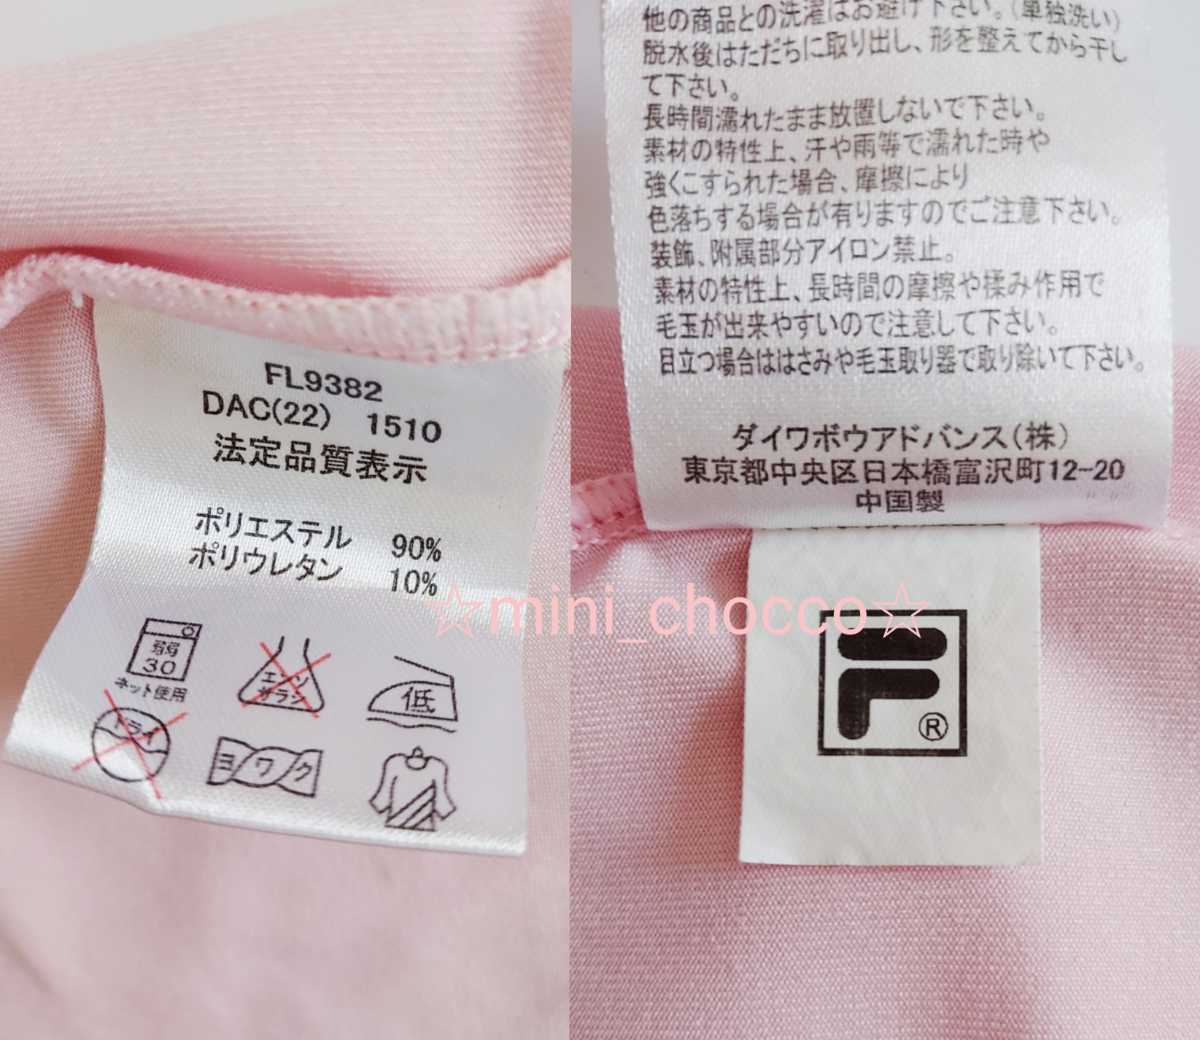 FL9382
DAC(22) 1510
法定品質表示
ポリエステル 90%
ポリウレタン 10%
弱
30
ネット使用
エンソ
サラシ
低
ドライ
ヨワク
他の商品との洗濯はお避け下さい。(単独洗い)
脱水後はただちに取り出し、形を整えてから干し
て下さい。
長時間濡れたまま放置しないで下さい。
素材の特性上、汗や雨等で濡れた時や
強くこすられた場合、摩擦により
色落ちする場合が有りますのでご注意下さい。
装飾、附属部分アイロン禁止。
素材の特性上、長時間の摩擦や揉み作用で
毛玉が出来やすいので注意して下さい。
目立つ場合ははさみや毛玉取り器で取り除いて下さい。
ダイワボウアドバンス(株)
東京都中央区日本橋富沢町12-20
中国製
F®
☆mini_chocco☆